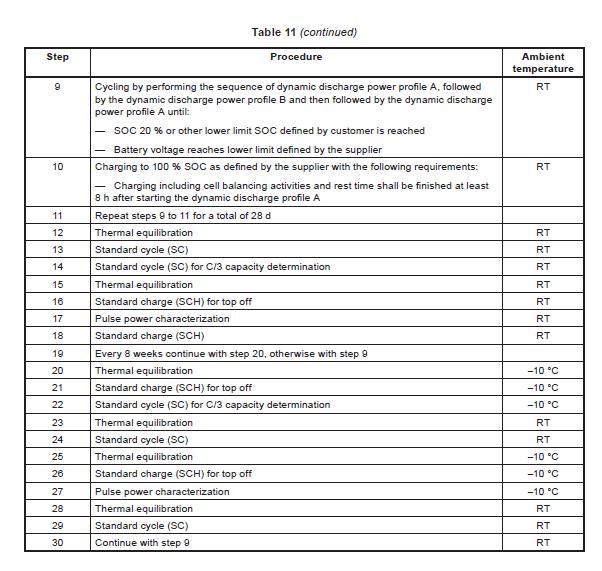 Table 11 (continued)
Step Procedure Ambient
temperature
9 Cycling by performing the sequence of dynamic discharge power profile A, followed RT
by the dynamic discharge power profile B and then followed by the dynamic discharge
power profile A until:
— SOC 20 % or other lower limit SOC defined by customer is reached
— Battery voltage reaches lower limit defined by the supplier
10 Charging to 100 % SOC as defined by the supplier with the following requirements: RT
— Charging including cell balancing activities and rest time shall be finished at least
8 h after starting the dynamic discharge profile A
11 Repeat steps 9 to 11 for a total of 28 d
12 Thermal equilibration RT
13 Standard cycle (SC) RT
14 Standard cycle (SC) for C/3 capacity determination RT
15 Thermal equilibration RT
16 Standard charge (SCH) for top off RT
17 Pulse power characterization RT
18 Standard charge (SCH) RT
19 Every 8 weeks continue with step 20, otherwise with step 9
20 Thermal equilibration –10 °C
21 Standard charge (SCH) for top off –10 °C
22 Standard cycle (SC) for C/3 capacity determination –10 °C
23 Thermal equilibration RT
24 Standard cycle (SC) RT
25 Thermal equilibration –10 °C
26 Standard charge (SCH) for top off –10 °C
27 Pulse power characterization –10 °C
28 Thermal equilibration RT
29 Standard cycle (SC) RT
30 Continue with step 9 RT